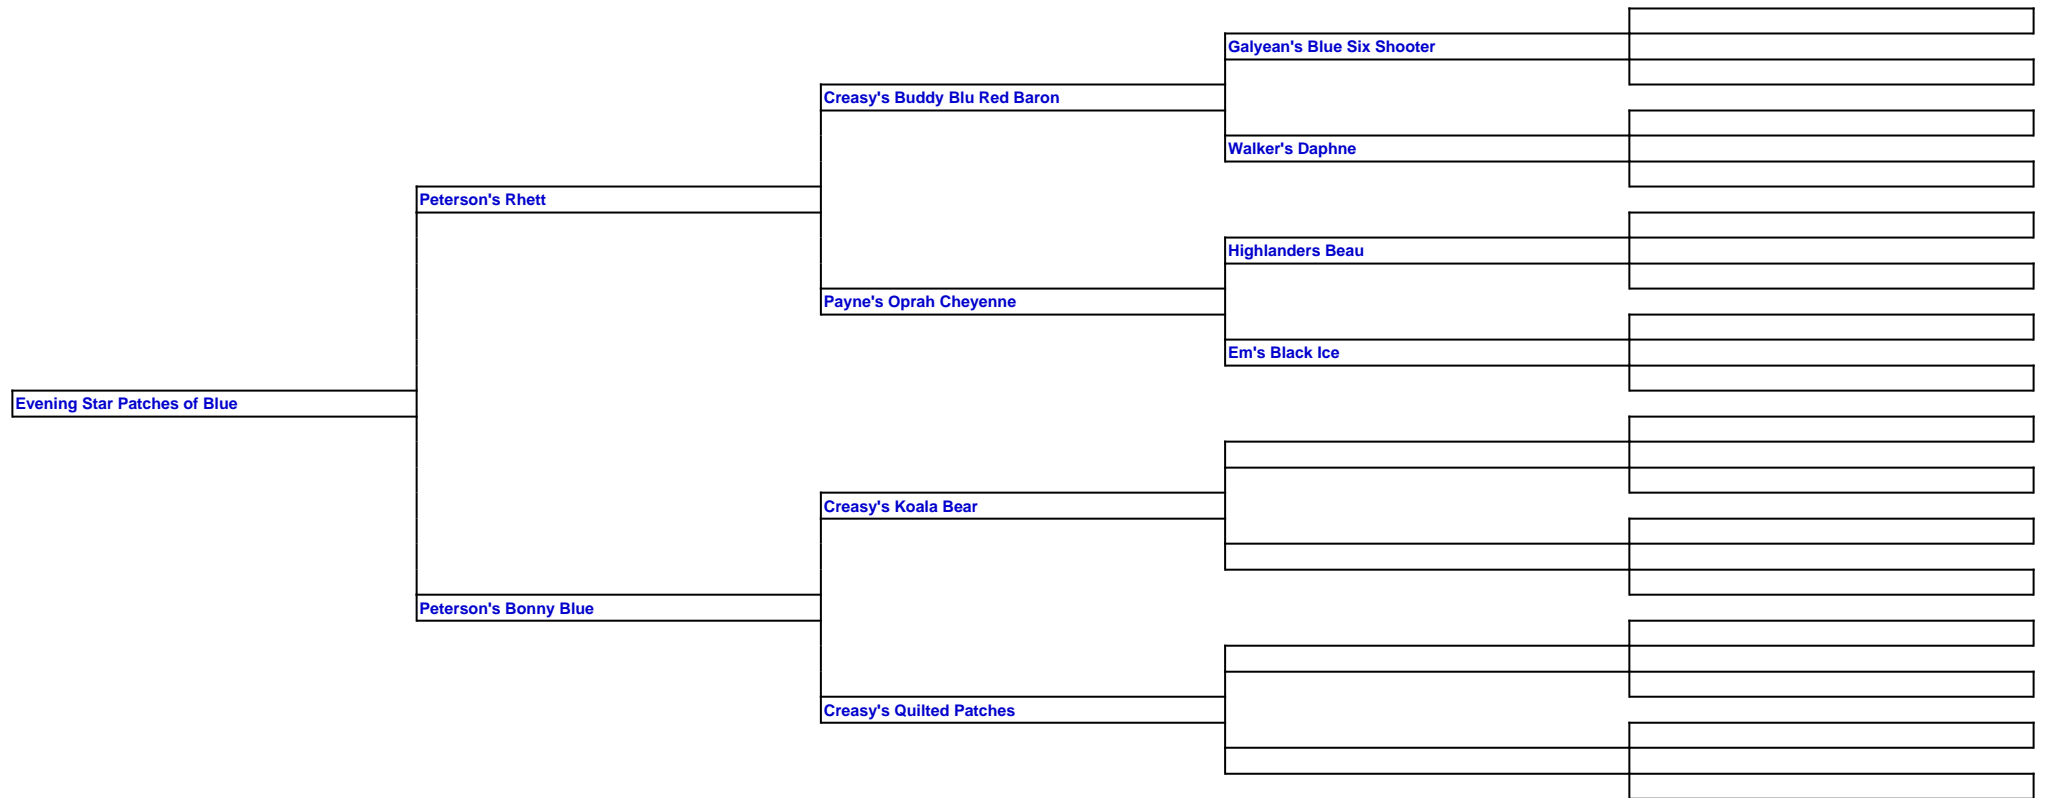 Galyean's Blue Six Shooter
Creasy's Buddy Blu Red Baron
Walker's Daphne
Peterson's Rhett
Highlanders Beau
Payne's Oprah Cheyenne
Em's Black Ice
Evening Star Patches of Blue
Creasy's Koala Bear
Peterson's Bonny Blue
Creasy's Quilted Patches